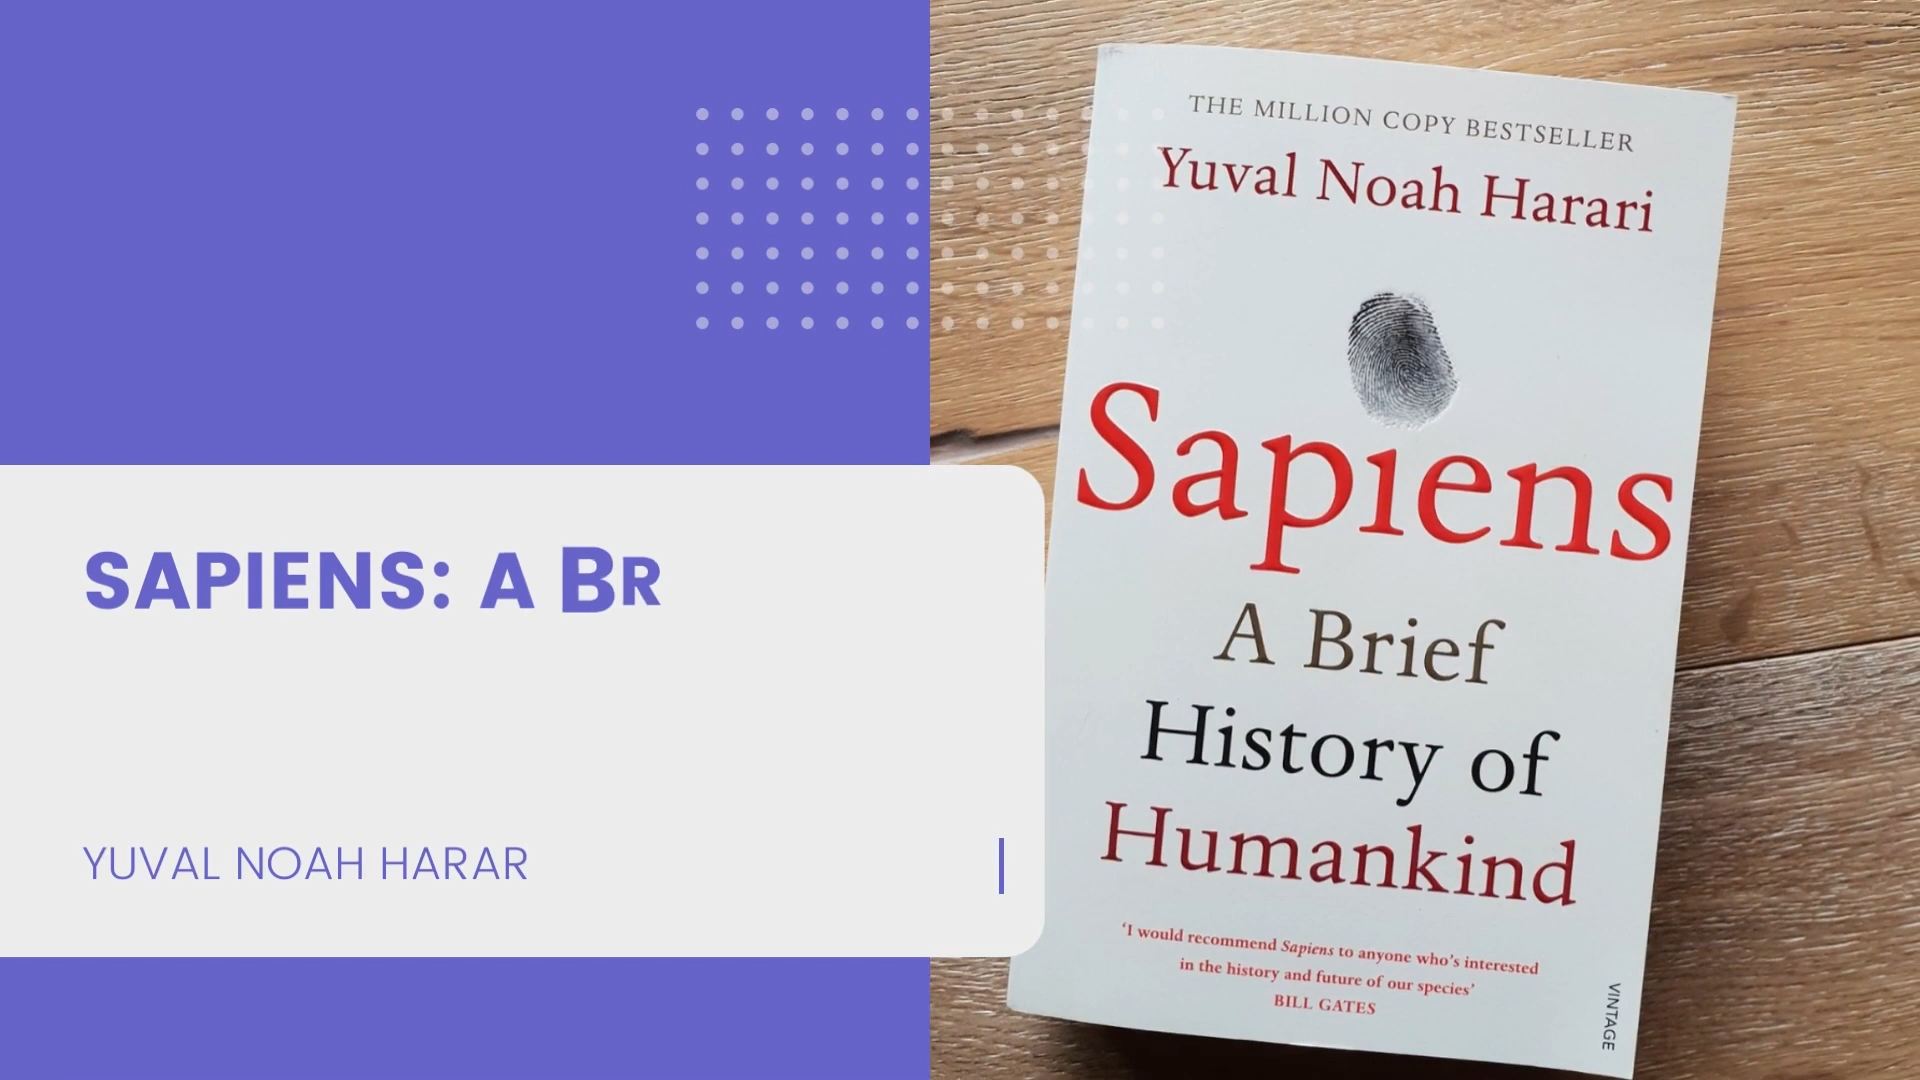 SAPIENS: A BR
YUVAL NOAH HARAR
THE MILLION COPY BESTSELLER
Yuval Noah Harari
Sapiens
A Brief
History of
Humankind
‘I would recommend Sapiens to anyone who’s interested
in the history and future of our species’
BILL GATES
VINTAGE